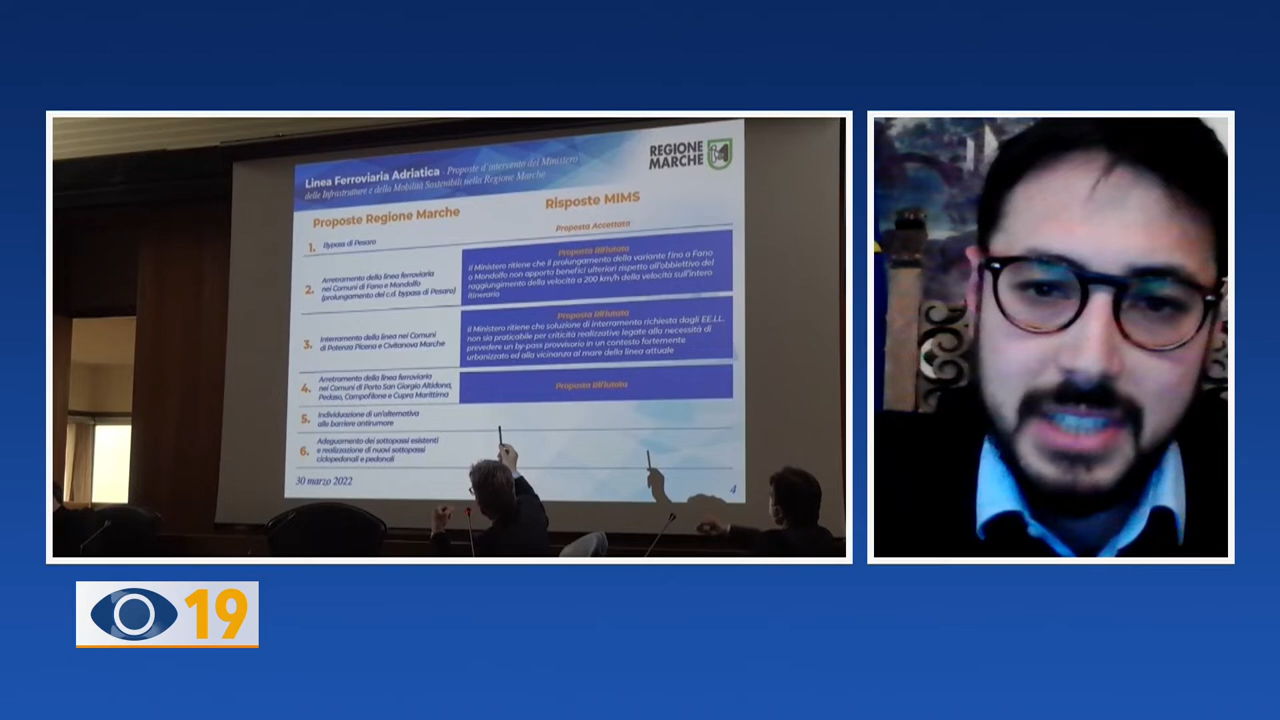 REGIONE
MARCHE
Linea Ferroviaria Adriatica - Proposte d'intervento del Ministero
delle Infrastrutture e della Mobilità Sostenibili nella Regione Marche
Proposte Regione Marche
Risposte MIMS
1. Bypass di Pesaro
Proposta Accettata
2. Arretramento della linea ferroviaria
nei Comuni di Fano e Mondolfo
(prolungamento del c.d. bypass di Pesaro)
Proposta Rifiutata
Il Ministero ritiene che il prolungamento della variante fino a Fano
o Mondolfo non apporta benefici ulteriori rispetto all'obbiettivo del
raggiungimento della velocità a 200 km/h della velocità sull'intero
itinerario
3. Interramento della linea nei Comuni
di Potenza Picena e Civitanova Marche
Proposta Rifiutata
Il Ministero ritiene che soluzione di interramento richiesta dagli EE.LL.
non sia praticabile per criticità realizzative legate alla necessità di
prevedere un by-pass provvisorio in un contesto fortemente
urbanizzato ed alla vicinanza al mare della linea attuale
4. Arretramento della linea ferroviaria
nei Comuni di Porto San Giorgio Altidona,
Pedaso, Campofilone e Cupra Marittima
Proposta Rifiutata
5. Individuazione di un'alternativa
alle barriere antirumore
6. Adeguamento dei sottopassi esistenti
e realizzazione di nuovi sottopassi
ciclopedonali e pedonali
30 marzo 2022
4
19